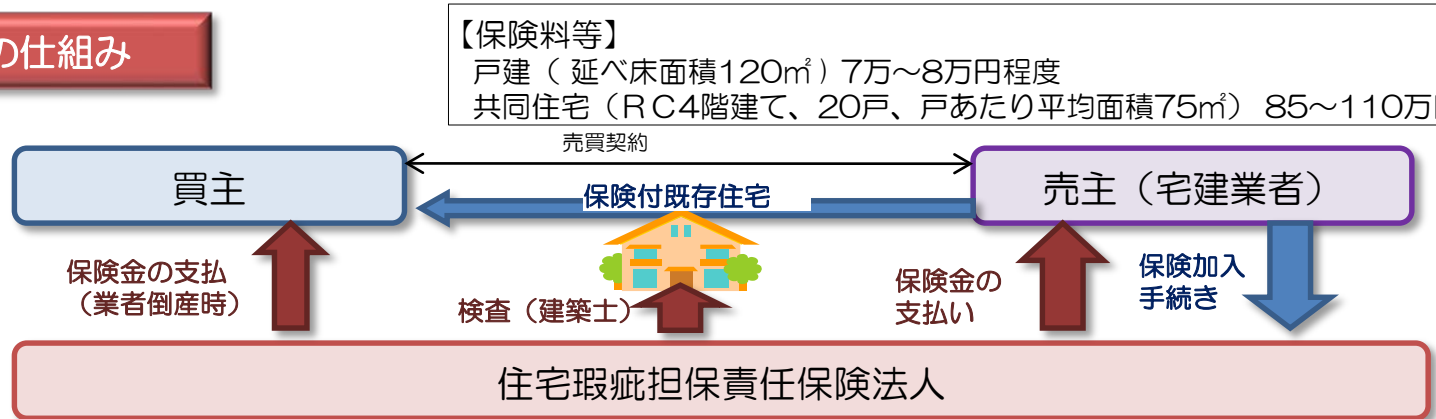 の仕組み
【保険料等】
戸建（ 延べ床面積120㎡）7万～8万円程度
共同住宅（RC4階建て、20戸、戸あたり平均面積75㎡） 85～110万
売買契約
買主
保険付既存住宅
売主（宅建業者）
保険金の支払
（業者倒産時）
検査（建築士）
保険金の
支払い
保険加入
手続き
住宅瑕疵担保責任保険法人